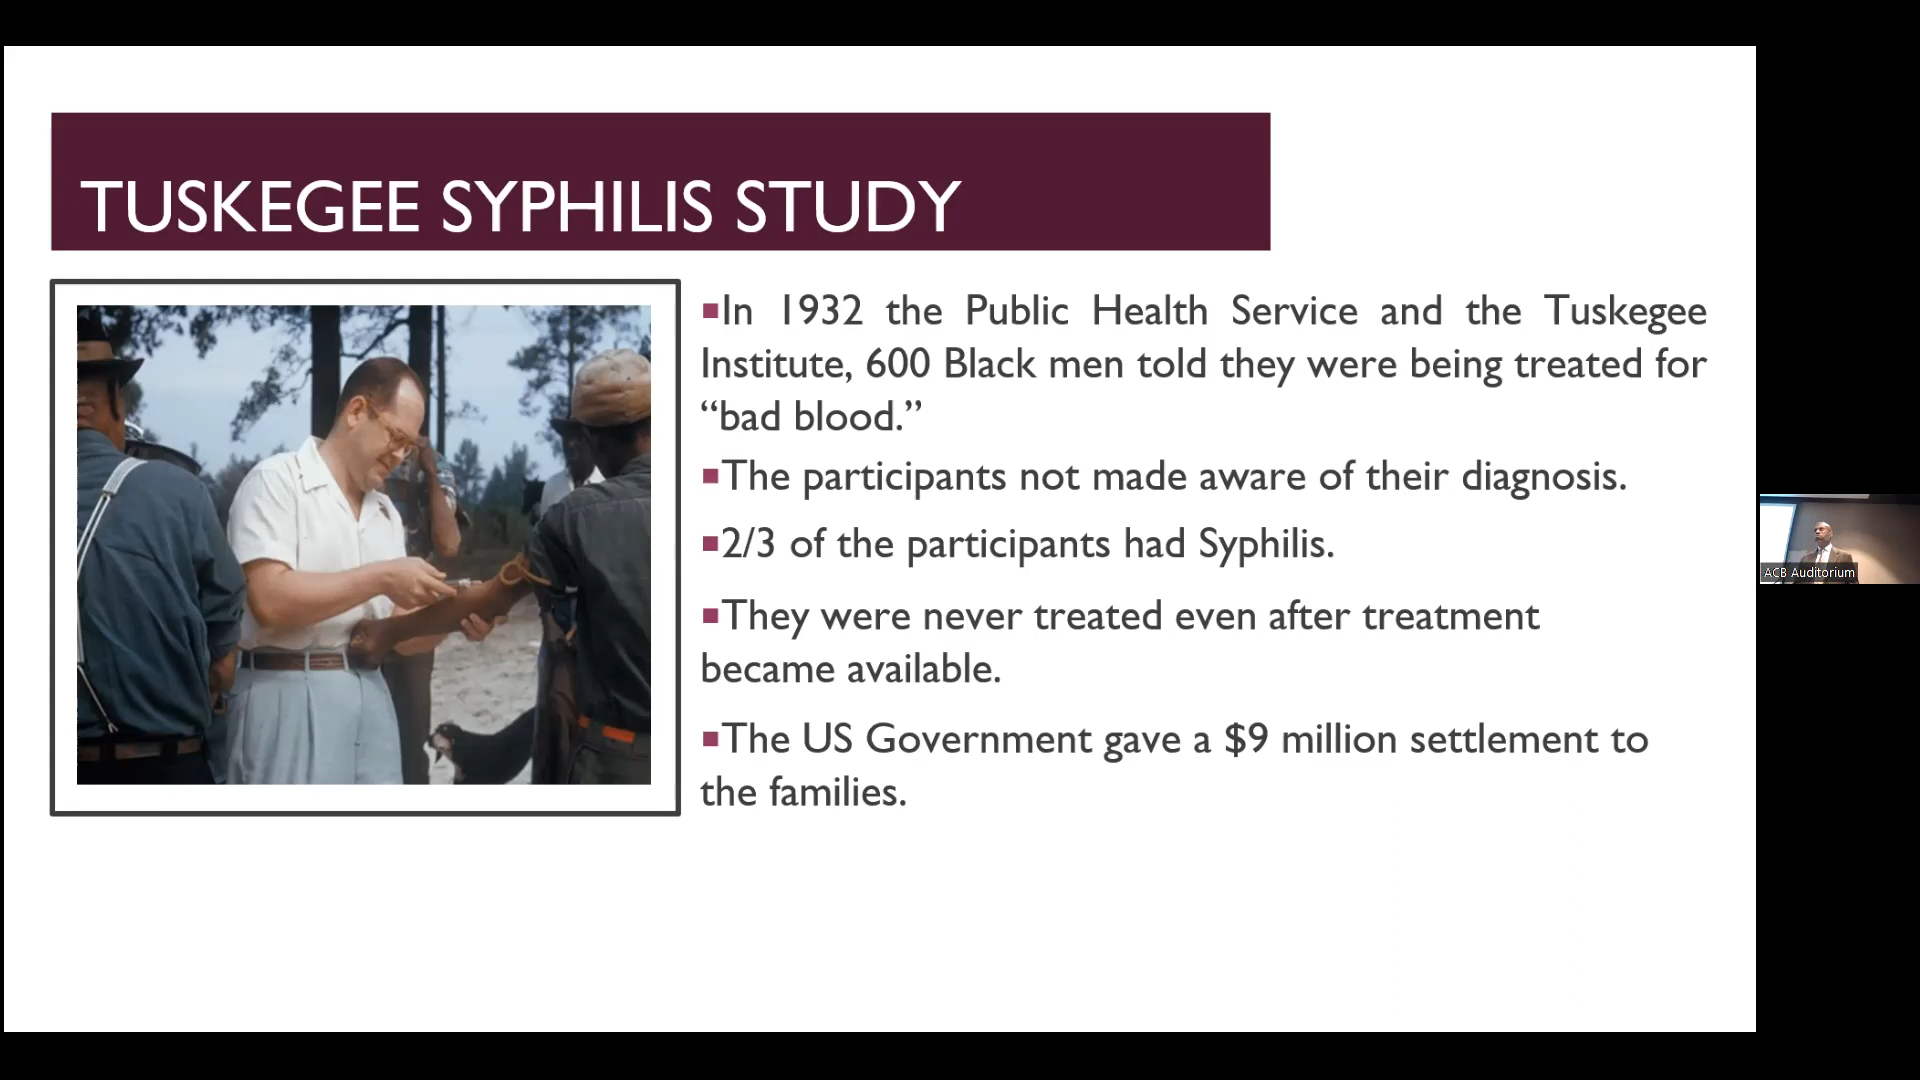 TUSKEGEE SYPHILIS STUDY
▪In 1932 the Public Health Service and the Tuskegee
Institute, 600 Black men told they were being treated for
“bad blood.”
▪The participants not made aware of their diagnosis.
▪2/3 of the participants had Syphilis.
▪They were never treated even after treatment
became available.
▪The US Government gave a $9 million settlement to
the families.
ACB Auditorium